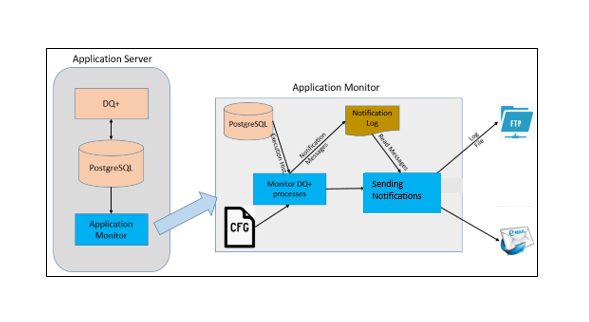 Application Server
DQ+
PostgreSQL
Application
Monitor
Application Monitor
PostgreSQL
Execution Hist
Notification
Messages
Notification
Log
Read Messages
Monitor DQ+
processes
CFG
Sending
Notifications
Log
File
FTP